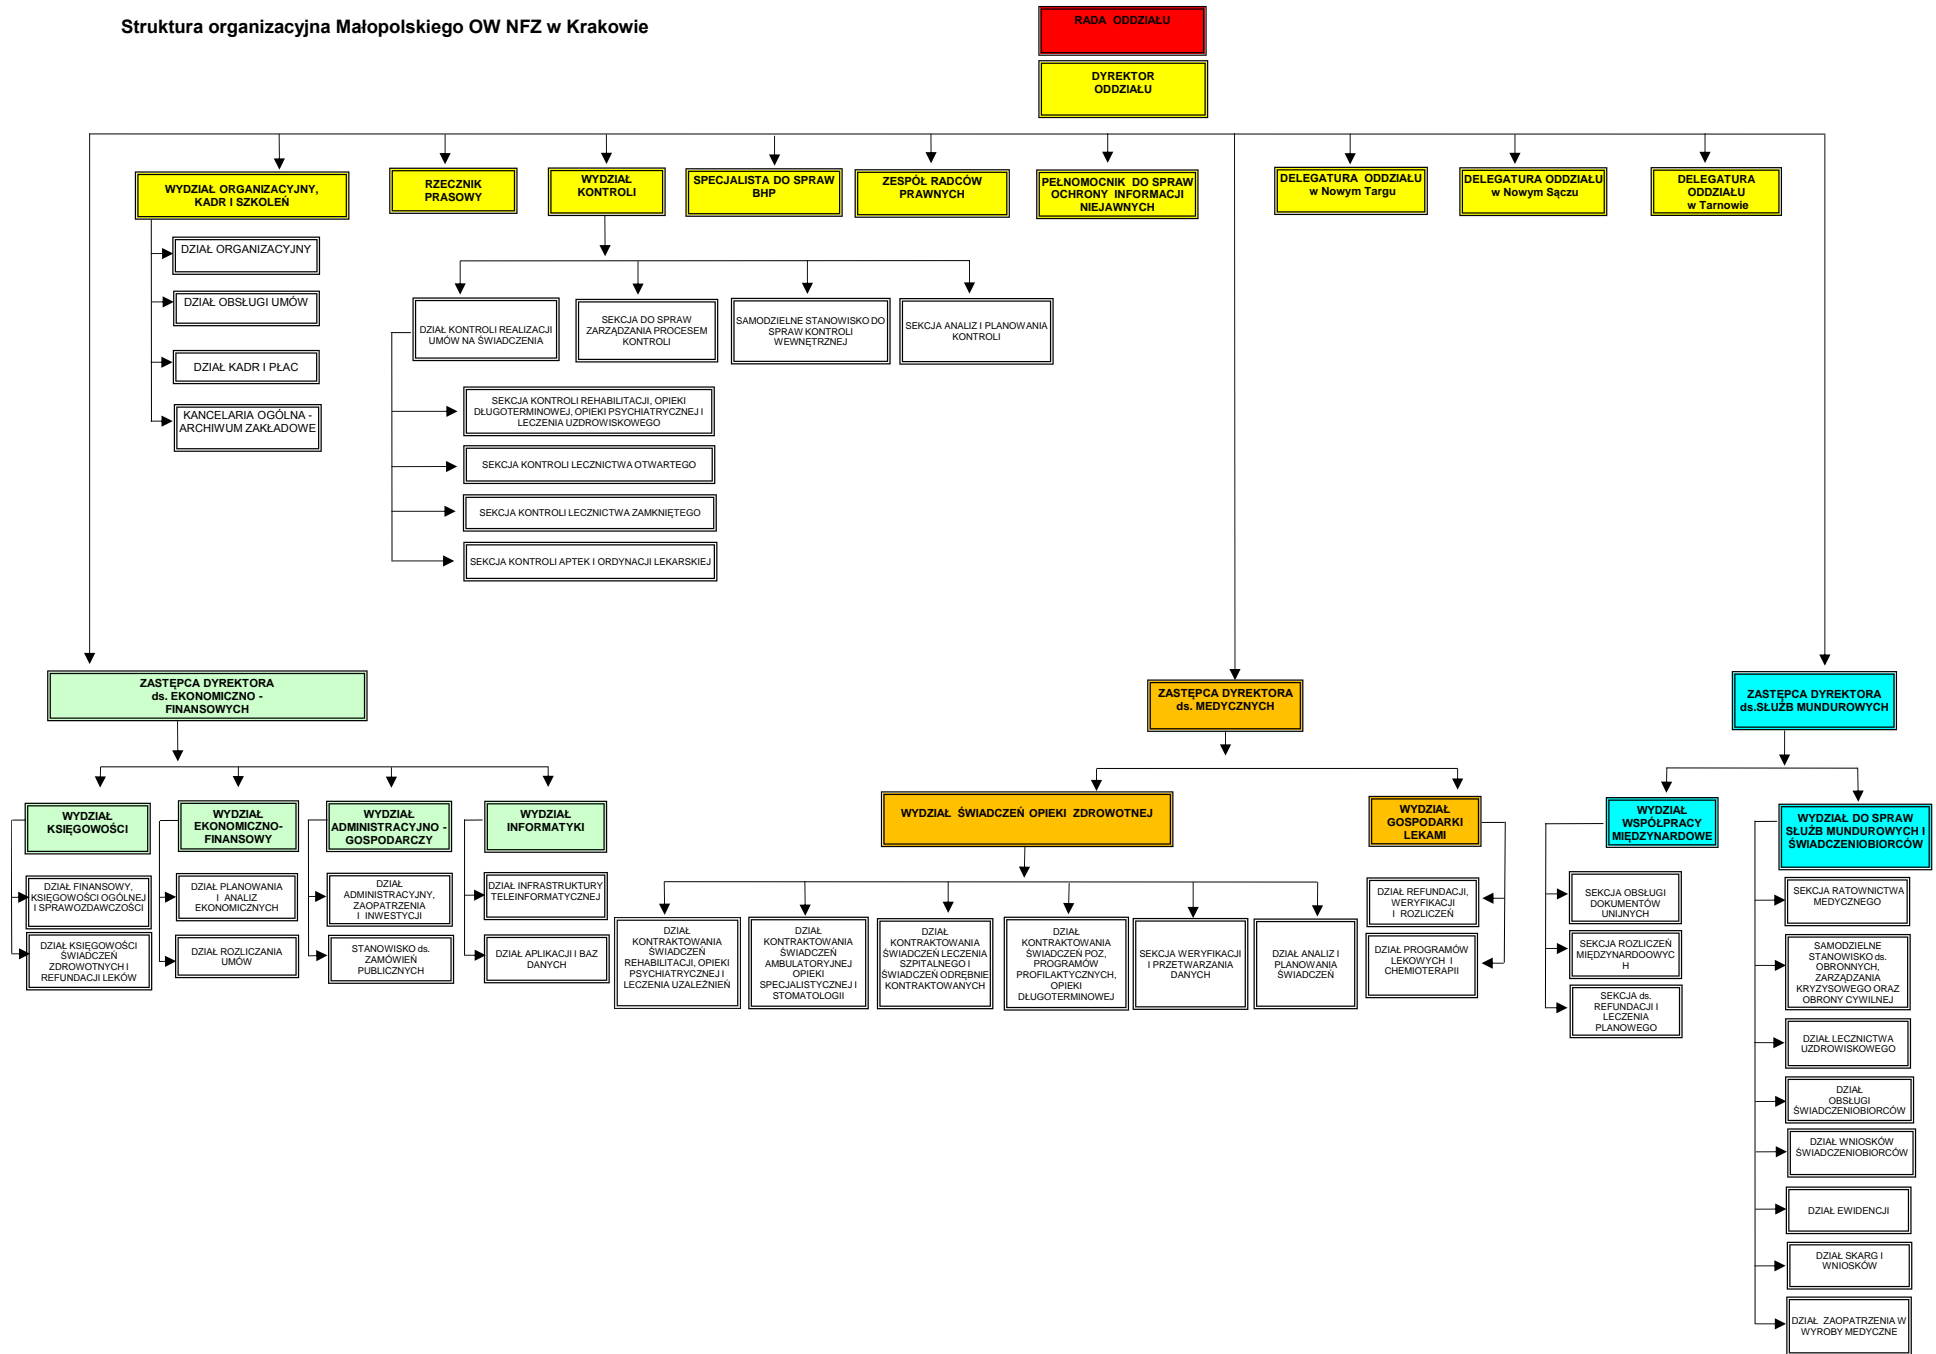 Struktura organizacyjna Małopolskiego OW NFZ w Krakowie
RADA ODDZIAŁU
DYREKTOR
ODDZIAŁU
WYDZIAŁ ORGANIZACYJNY,
KADR I SZKOLEŃ
RZECZNIK
PRASOWY
WYDZIAŁ
KONTROLI
SPECJALISTA DO SPRAW
BHP
ZESPÓŁ RADCÓW
PRAWNYCH
PEŁNOMOCNIK DO SPRAW
OCHRONY INFORMACJI
NIEJAWNYCH
DELEGATURA ODDZIAŁU
w Nowym Targu
DELEGATURA ODDZIAŁU
w Nowym Sączu
DELEGATURA
ODDZIAŁU
w Tarnowie
DZIAŁ ORGANIZACYJNY
DZIAŁ OBSŁUGI UMÓW
DZIAŁ KADR I PŁAC
KANCELARIA OGÓLNA -
ARCHIWUM ZAKŁADOWE
DZIAŁ KONTROLI REALIZACJI
UMÓW NA ŚWIADCZENIA
SEKCJA DO SPRAW
ZARZĄDZANIA PROCESEM
KONTROLI
SAMODZIELNE STANOWISKO DO
SPRAW KONTROLI
WEWNĘTRZNEJ
SEKCJA ANALIZ I PLANOWANIA
KONTROLI
SEKCJA KONTROLI REHABILITACJI, OPIEKI
DŁUGOTERMINOWEJ, OPIEKI PSYCHIATRYCZNEJ I
LECZENIA UZDROWISKOWEGO
SEKCJA KONTROLI LECZNICTWA OTWARTEGO
SEKCJA KONTROLI LECZNICTWA ZAMKNIĘTEGO
SEKCJA KONTROLI APTEK I ORDYNACJI LEKARSKIEJ
ZASTĘPCA DYREKTORA
ds. EKONOMICZNO -
FINANSOWYCH
ZASTĘPCA DYREKTORA
ds. MEDYCZNYCH
ZASTĘPCA DYREKTORA
ds.SŁUŻB MUNDUROWYCH
WYDZIAŁ
KSIĘGOWOŚCI
WYDZIAŁ
EKONOMICZNO-
FINANSOWY
WYDZIAŁ
ADMINISTRACYJNO -
GOSPODARCZY
WYDZIAŁ
INFORMATYKI
WYDZIAŁ ŚWIADCZEŃ OPIEKI ZDROWOTNEJ
WYDZIAŁ
GOSPODARKI
LEKAMI
WYDZIAŁ
WSPÓŁPRACY
MIĘDZYNARDOWE
WYDZIAŁ DO SPRAW
SŁUŻB MUNDUROWYCH I
ŚWIADCZENIOBIORCÓW
DZIAŁ FINANSOWY,
KSIĘGOWOŚCI OGÓLNEJ
I SPRAWOZDAWCZOŚCI
DZIAŁ KSIĘGOWOŚCI
ŚWIADCZEŃ
ZDROWOTNYCH I
REFUNDACJI LEKÓW
DZIAŁ PLANOWANIA
I ANALIZ
EKONOMICZNYCH
DZIAŁ ROZLICZANIA
UMÓW
DZIAŁ
ADMINISTRACYJNY,
ZAOPATRZENIA
I INWESTYCJI
STANOWISKO ds.
ZAMÓWIEŃ
PUBLICZNYCH
DZIAŁ INFRASTRUKTURY
TELEINFORMATYCZNEJ
DZIAŁ APLIKACJI I BAZ
DANYCH
DZIAŁ
KONTRAKTOWANIA
ŚWIADCZEŃ
REHABILITACJI, OPIEKI
PSYCHIATRYCZNEJ I
LECZENIA UZALEŻNIEŃ
DZIAŁ
KONTRAKTOWANIA
ŚWIADCZEŃ
AMBULATORYJNEJ
OPIEKI
SPECJALISTYCZNEJ I
STOMATOLOGII
DZIAŁ
KONTRAKTOWANIA
ŚWIADCZEŃ LECZENIA
SZPITALNEGO I
ŚWIADCZEŃ ODRĘBNIE
KONTRAKTOWANYCH
DZIAŁ
KONTRAKTOWANIA
ŚWIADCZEŃ POZ,
PROGRAMÓW
PROFILAKTYCZNYCH,
OPIEKI
DŁUGOTERMINOWEJ
SEKCJA WERYFIKACJI
I PRZETWARZANIA
DANYCH
DZIAŁ ANALIZ I
PLANOWANIA
ŚWIADCZEŃ
DZIAŁ REFUNDACJI,
WERYFIKACJI
I ROZLICZEŃ
DZIAŁ PROGRAMÓW
LEKOWYCH I
CHEMIOTERAPII
SEKCJA OBSŁUGI
DOKUMENTÓW
UNIJNYCH
SEKCJA ROZLICZEŃ
MIĘDZYNARDOOWYC
H
SEKCJA ds.
REFUNDACJI I
LECZENIA
PLANOWEGO
SEKCJA RATOWNICTWA
MEDYCZNEGO
SAMODZIELNE
STANOWISKO ds.
OBRONNYCH,
ZARZĄDZANIA
KRYZYSOWEGO ORAZ
OBRONY CYWILNEJ
DZIAŁ LECZNICTWA
UZDROWISKOWEGO
DZIAŁ
OBSŁUGI
ŚWIADCZENIOBIORCÓW
DZIAŁ WNIOSKÓW
ŚWIADCZENIOBIORCÓW
DZIAŁ EWIDENCJI
DZIAŁ SKARG I
WNIOSKÓW
DZIAŁ ZAOPATRZENIA W
WYROBY MEDYCZNE